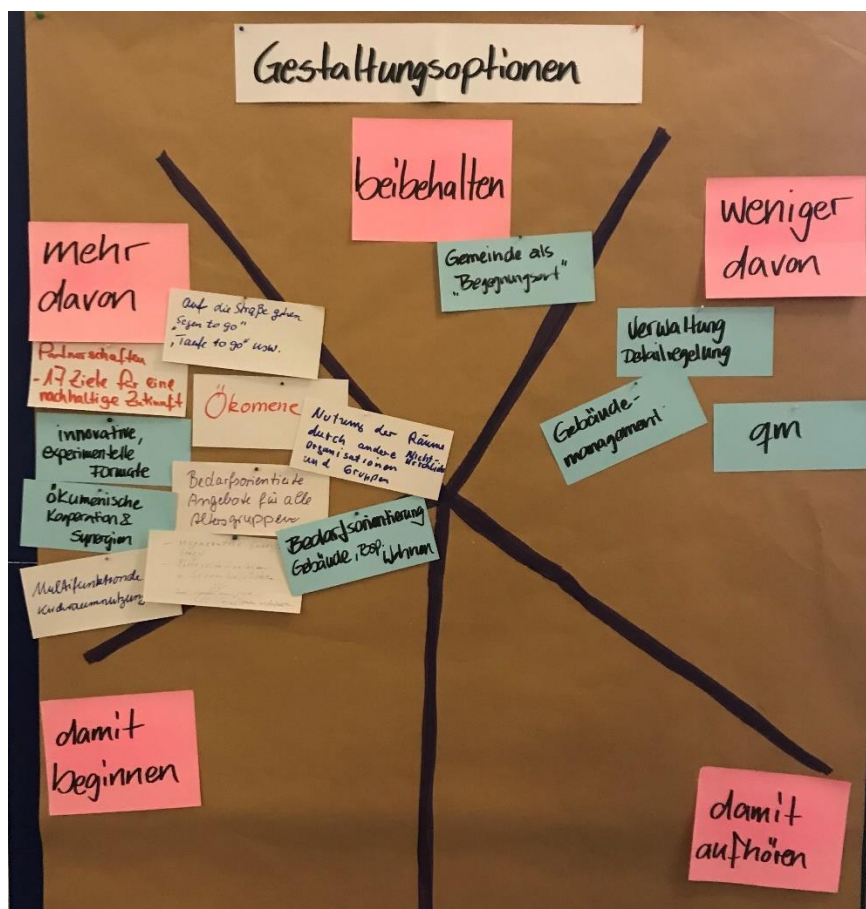 Gestaltungsoptionen
beibehalten
Gemeinde als
„Begegnungsort"
weniger
davon
Verwaltung
Detailregelung
Gebäude-
management
qm
mehr
davon
auf die Straße gehen
„Segen to go"
„Taufe to go" usw.
Partnerschaften
- 17 Ziele für eine
nachhaltige Zukunft
Ökomene
Nutzung der Räume
durch andere Nichtkirchliche
Organisationen
und Gruppen
innovative,
experimentelle
Formate
Bedarfsorientierte
Angebote für alle
Altersgruppen
Ökumenische
Kooperation &
Synergien
Bedarfsorientierung
Gebäude, Bsp. Wohnen
Multifunktionale
Kirchraumnutzung
damit
beginnen
damit
aufhören